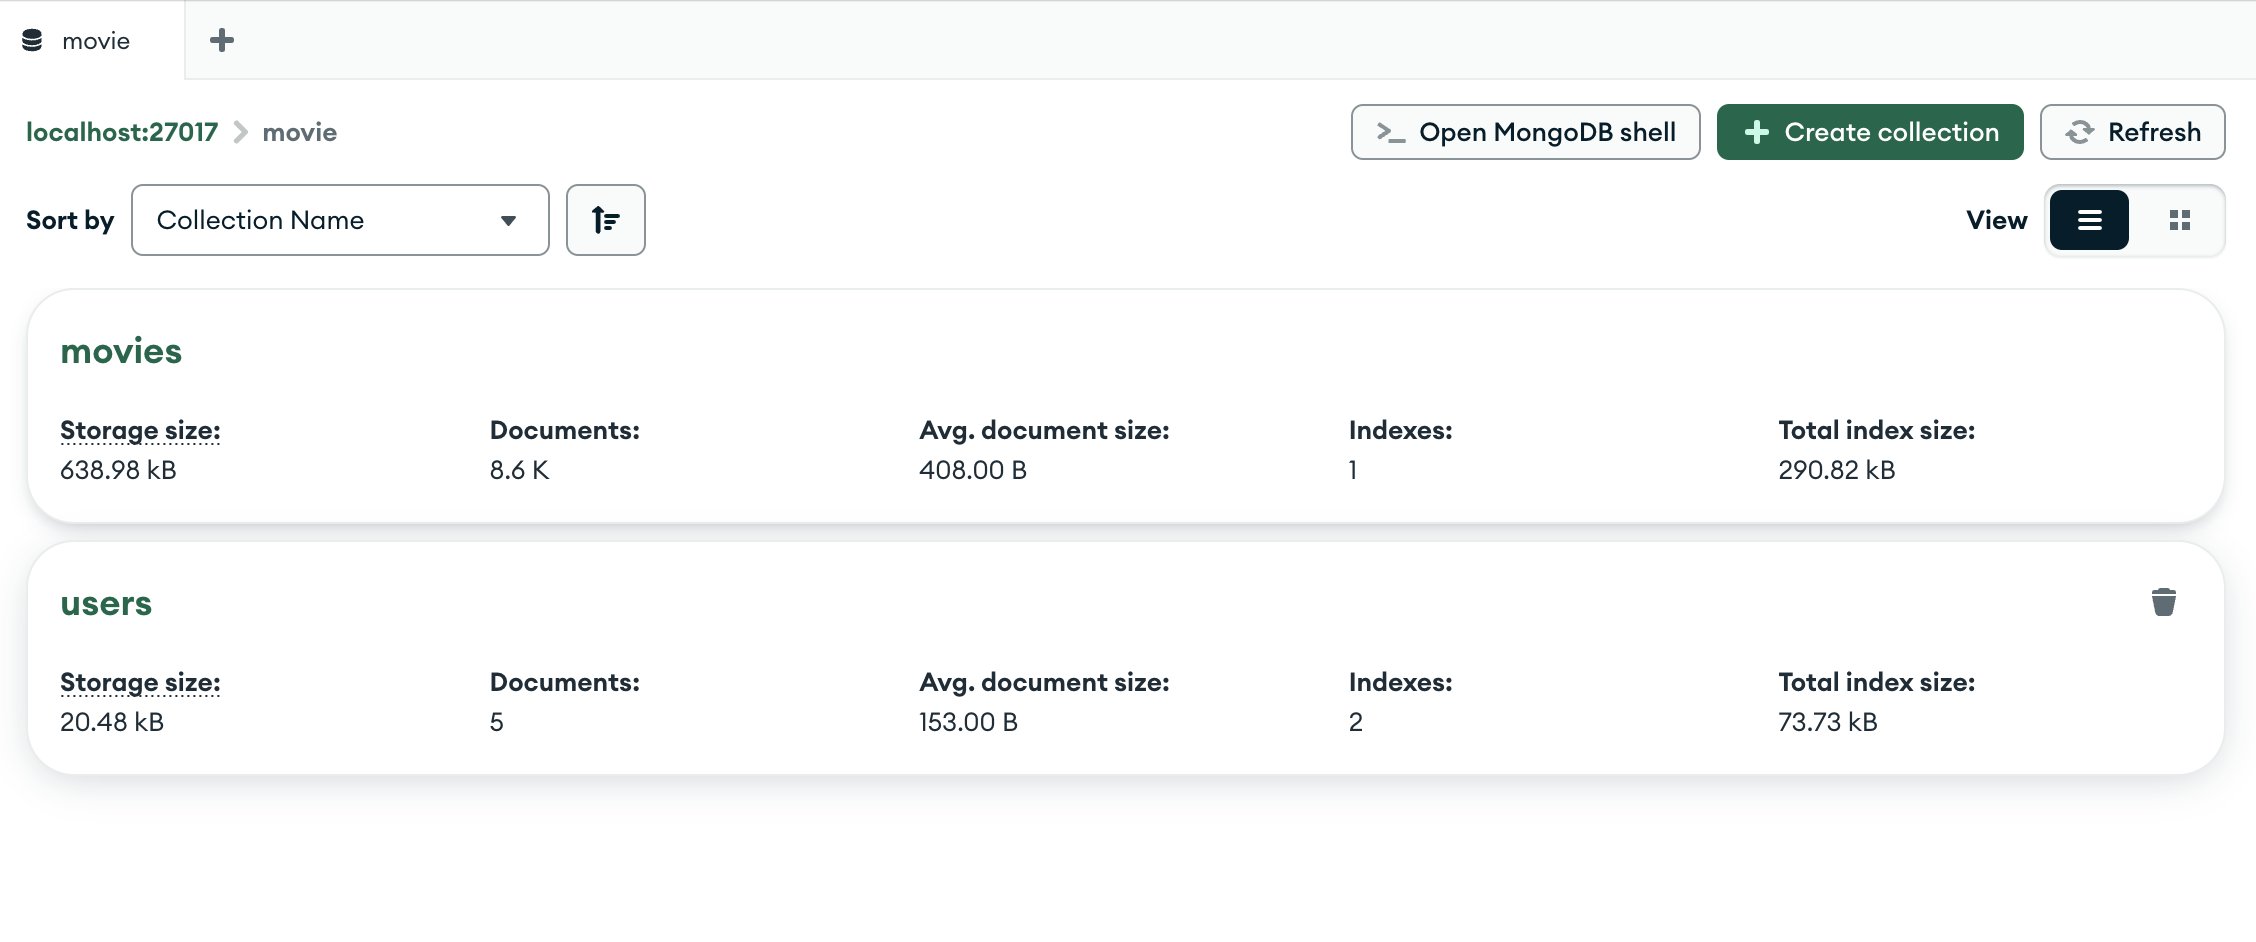 movie
localhost:27017 movie
Open MongoDB shell
Create collection
Refresh
Sort by
Collection Name
View
movies
Storage size: Documents: Avg. document size: Indexes: Total index size:
638.98 kB 8.6 K 408.00 B 1 290.82 kB
users
Storage size: Documents: Avg. document size: Indexes: Total index size:
20.48 kB 5 153.00 B 2 73.73 kB